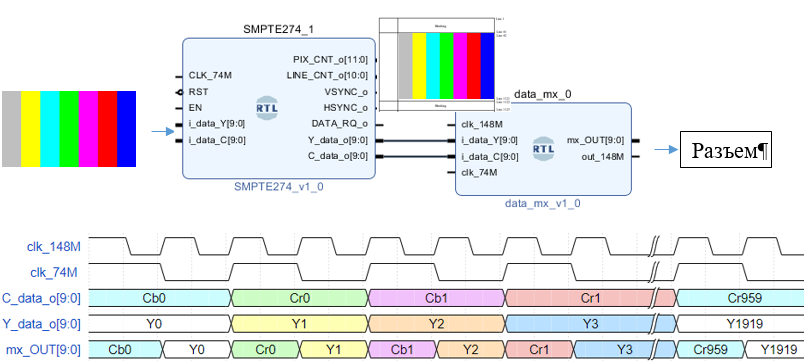 SMPTE274_1
CLK_74M
RST
EN
i_data_Y[9:0]
i_data_C[9:0]
RTL
PIX_CNT_o[11:0]
LINE_CNT_o[10:0]
VSYNC_o
HSYNC_o
DATA_RQ_o
Y_data_o[9:0]
C_data_o[9:0]
SMPTE274_v1_0
data_mx_0
clk_148M
i_data_Y[9:0]
i_data_C[9:0]
clk_74M
RTL
mx_OUT[9:0]
out_148M
data_mx_v1_0
Разъем¶
clk_148M
clk_74M
C_data_o[9:0] Cb0 Cr0 Cb1 Cr1 Cr959
Y_data_o[9:0] Y0 Y1 Y2 Y3 Y1919
mx_OUT[9:0] Cb0 Y0 Cr0 Y1 Cb1 Y2 Cr1 Y3 Cr959 Y1919